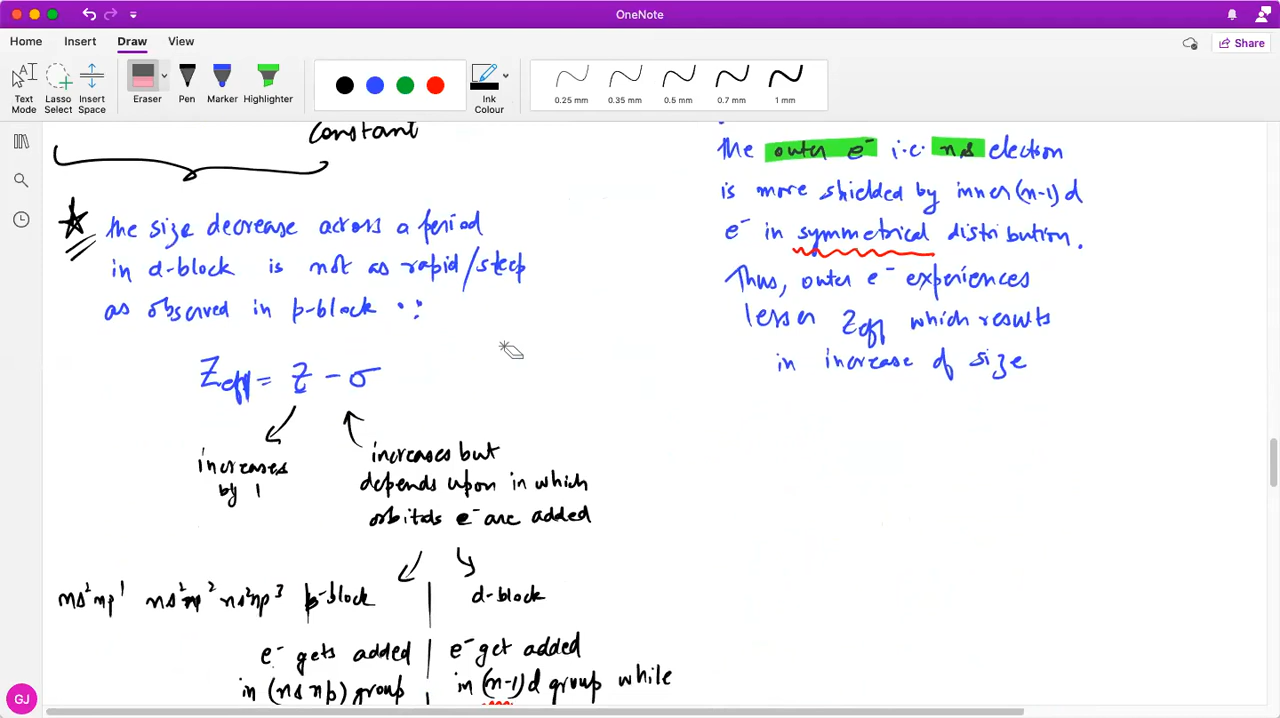 OneNote
Home Insert Draw View
Share
Text Mode
Lasso Select
Insert Space
Eraser
Pen
Marker
Highlighter
Ink Colour
0.25 mm
0.35 mm
0.5 mm
0.7 mm
1 mm
Constant
the size decrease across a period
in d-block is not as rapid/steep
as observed in p-block ∵
Zeff = Z - σ
increases
by 1
increases but
depends upon in which
orbitals e⁻ are added
ns²np¹ ns²np² ns²np³ p-block
d-block
e⁻ gets added
in (ns np) group
e⁻ get added
in (n-1)d group while
The outer e⁻ i.e. ns electron
is more shielded by inner (n-1)d
e⁻ in symmetrical distribution.
Thus, outer e⁻ experiences
lesser Zeff which results
in increase of size
GJ